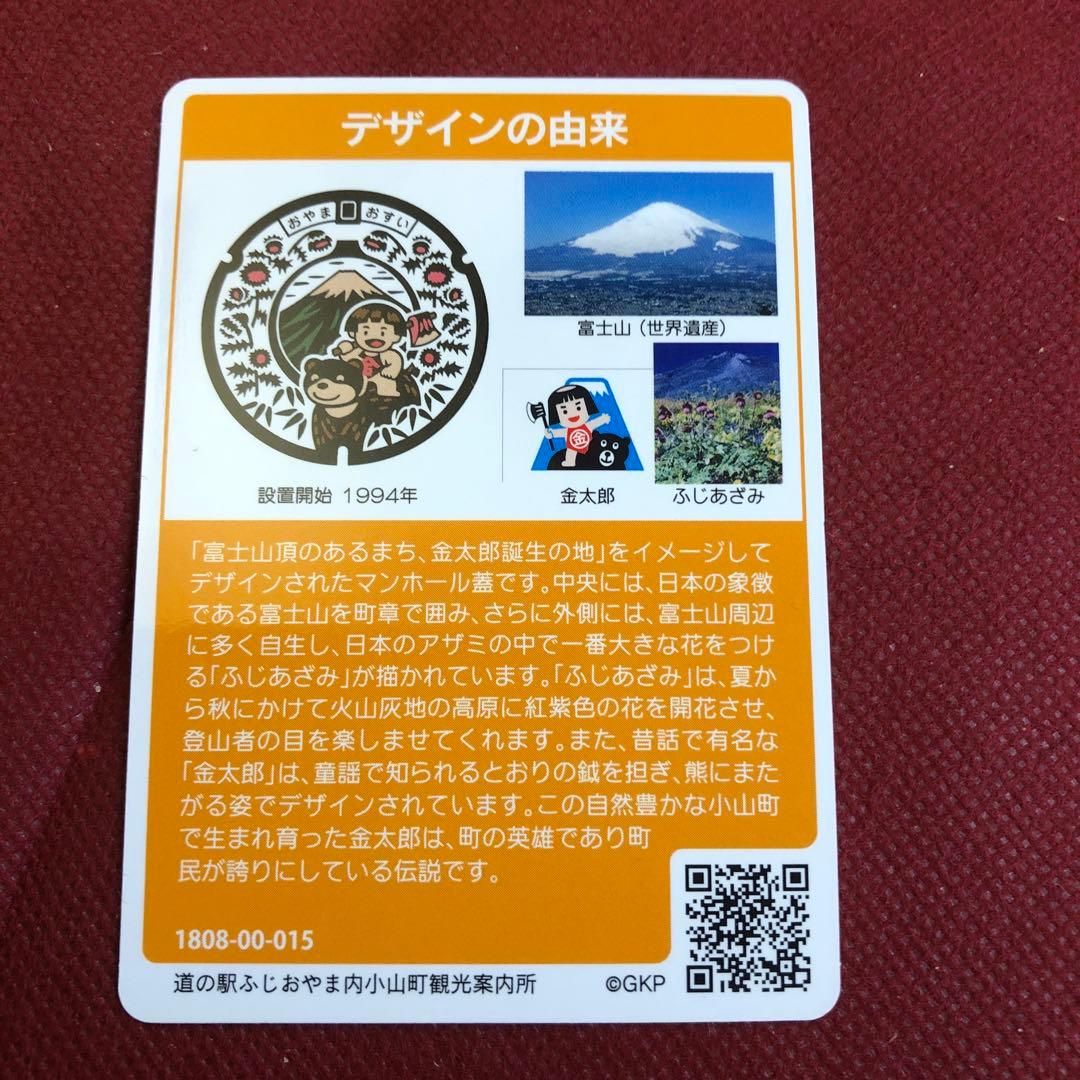 デザインの由来
おやま おすい
富士山（世界遺産）
金
設置開始 1994年
金太郎
ふじあざみ
「富士山頂のあるまち、金太郎誕生の地」をイメージして
デザインされたマンホール蓋です。中央には、日本の象徴
である富士山を町章で囲み、さらに外側には、富士山周辺
に多く自生し、日本のアザミの中で一番大きな花をつけ
る「ふじあざみ」が描かれています。「ふじあざみ」は、夏か
ら秋にかけて火山灰地の高原に紅紫色の花を開花させ、
登山者の目を楽しませてくれます。また、昔話で有名な
「金太郎」は、童謡で知られるとおりの鉞を担ぎ、熊にまた
がる姿でデザインされています。この自然豊かな小山町
で生まれ育った金太郎は、町の英雄であり町
民が誇りにしている伝説です。
1808-00-015
道の駅ふじおやま内小山町観光案内所
©GKP